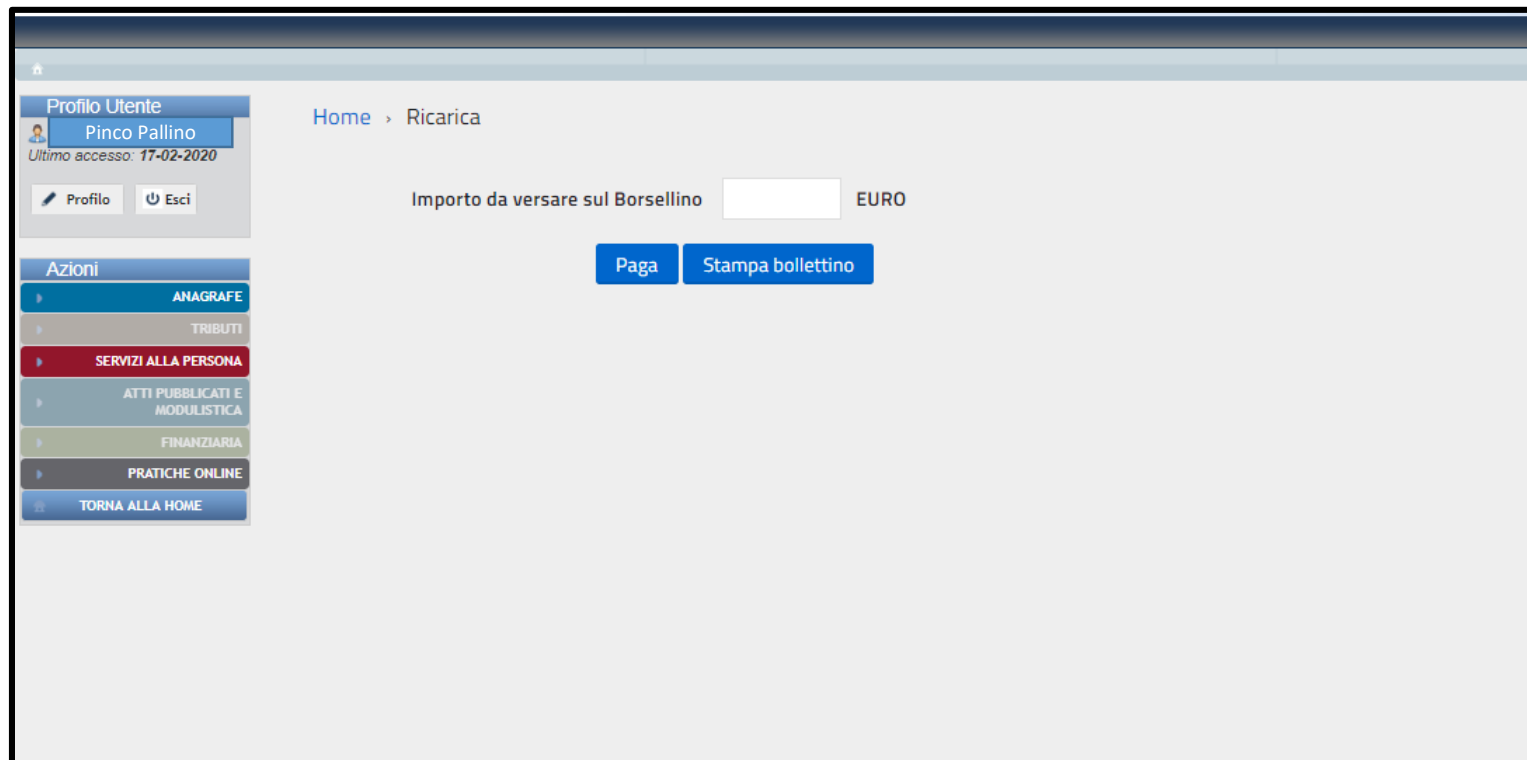 Profilo Utente
Pinco Pallino
Ultimo accesso: 17-02-2020
Profilo
Esci
Azioni
ANAGRAFE
TRIBUTI
SERVIZI ALLA PERSONA
ATTI PUBBLICATI E
MODULISTICA
FINANZIARIA
PRATICHE ONLINE
TORNA ALLA HOME
Home › Ricarica
Importo da versare sul Borsellino EURO
Paga
Stampa bollettino